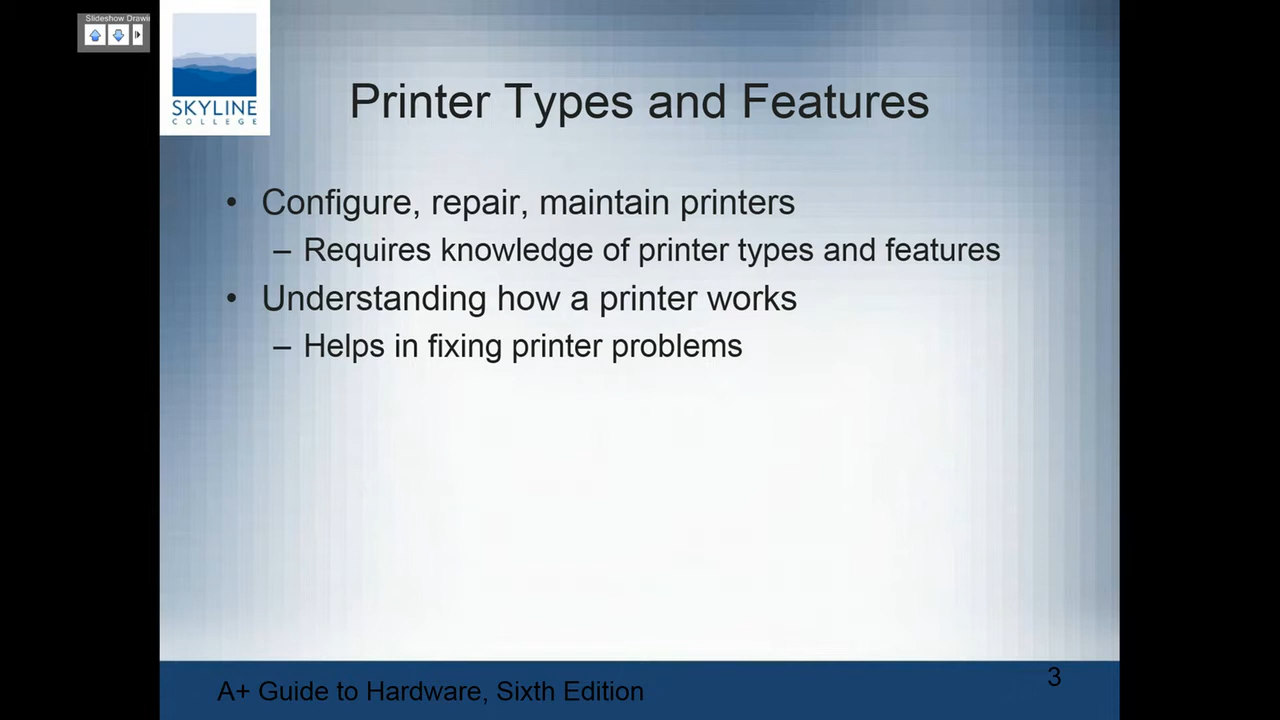 Slideshow Drawin
SKYLINE
COLLEGE
Printer Types and Features
• Configure, repair, maintain printers
– Requires knowledge of printer types and features
• Understanding how a printer works
– Helps in fixing printer problems
A+ Guide to Hardware, Sixth Edition
3